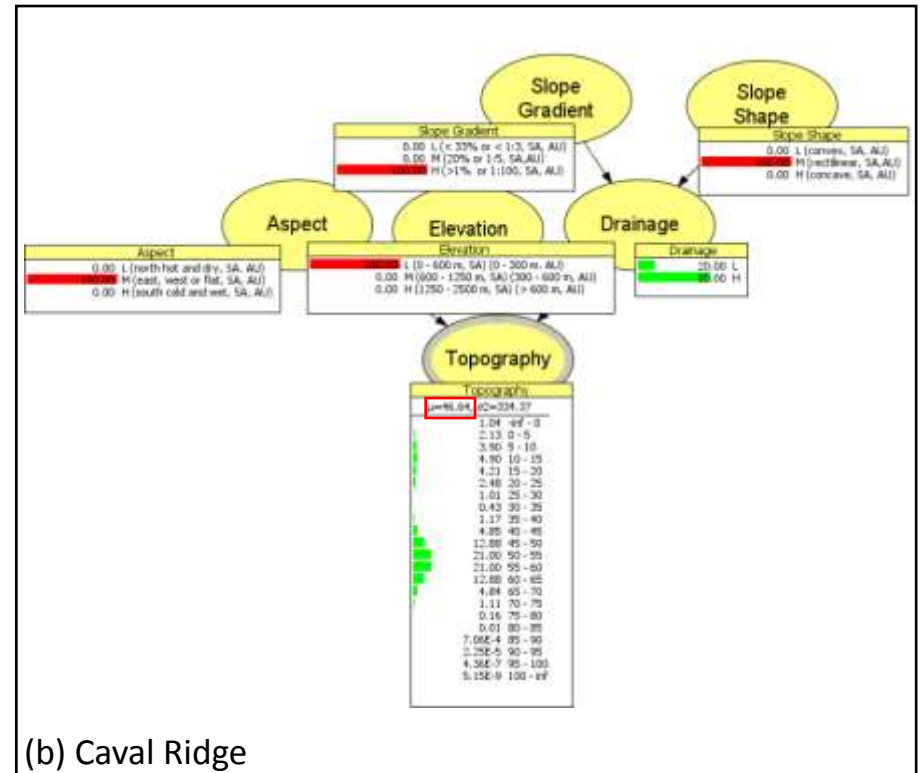 Slope
Gradient
Slope
Shape
Slope Gradient
0.00 L (< 33% or < 1:3, SA, AU)
0.00 M (20% or 1:5, SA,AU)
100.00 H (>1% or 1:100, SA, AU)
Slope Shape
0.00 L (convex, SA, AU)
100.00 M (rectlinear, SA,AU)
0.00 H (concave, SA, AU)
Aspect
Elevation
Drainage
Aspect
0.00 L (north hot and dry, SA, AU)
100.00 M (east, west or flat, SA, AU)
0.00 H (south cold and wet, SA, AU)
Elevation
100.00 L (0 - 600 m, SA) (0 - 300 m, AU)
0.00 M (600 - 1250 m, SA) (300 - 600 m, AU)
0.00 H (1250 - 2500 m, SA) (> 600 m, AU)
Drainage
20.00 L
80.00 H
Topography
Topography
μ=46.64, σ2=334.37
1.04 -inf - 0
2.13 0 - 5
3.90 5 - 10
4.90 10 - 15
4.21 15 - 20
2.48 20 - 25
1.01 25 - 30
0.43 30 - 35
1.17 35 - 40
4.85 40 - 45
12.88 45 - 50
21.00 50 - 55
21.00 55 - 60
12.88 60 - 65
4.84 65 - 70
1.11 70 - 75
0.16 75 - 80
0.01 80 - 85
7.06E-4 85 - 90
2.25E-5 90 - 95
4.36E-7 95 - 100
5.15E-9 100 - inf
(b) Caval Ridge